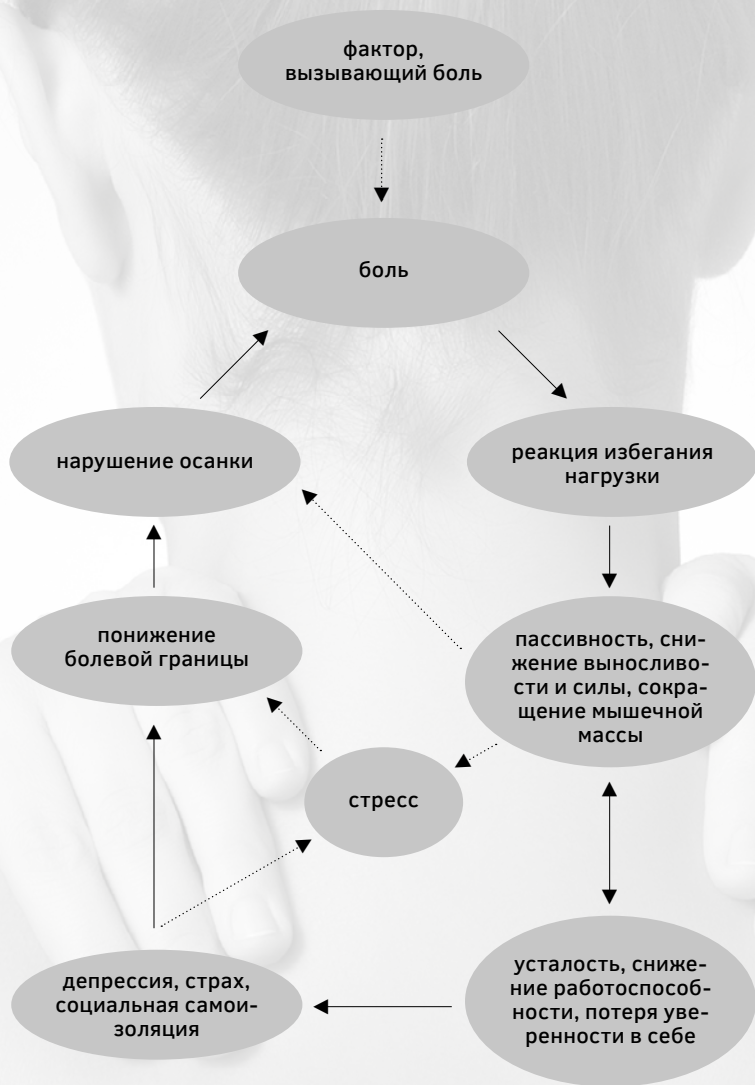 фактор,
вызывающий боль
боль
нарушение осанки
реакция избегания
нагрузки
понижение
болевой границы
пассивность, сни-
жение выносливо-
сти и силы, сокра-
щение мышечной
массы
стресс
депрессия, страх,
социальная самои-
золяция
усталость, сниже-
ние работоспособ-
ности, потеря уве-
ренности в себе